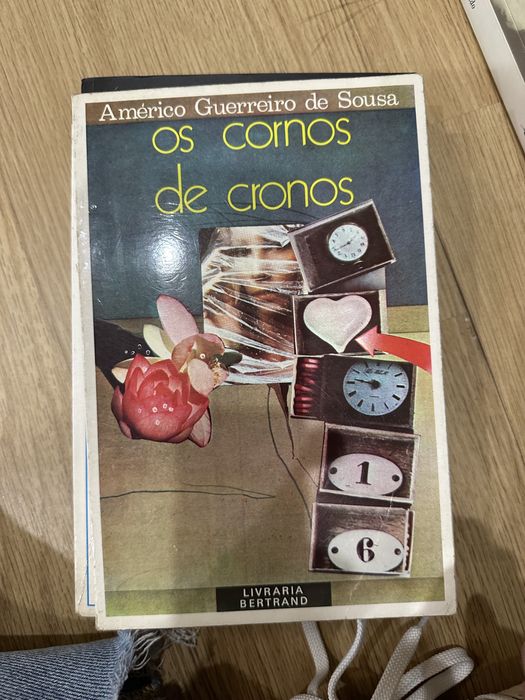 Américo Guerreiro de Sousa
os cornos
de cronos
1
6
LIVRARIA
BERTRAND